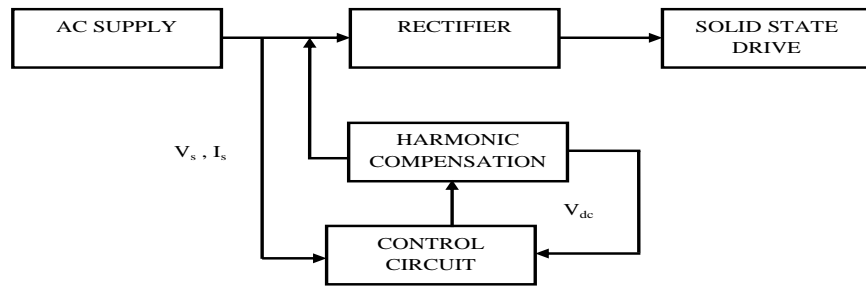 AC SUPPLY
RECTIFIER
SOLID STATE
DRIVE
HARMONIC
COMPENSATION
Vs , Is
Vdc
CONTROL
CIRCUIT